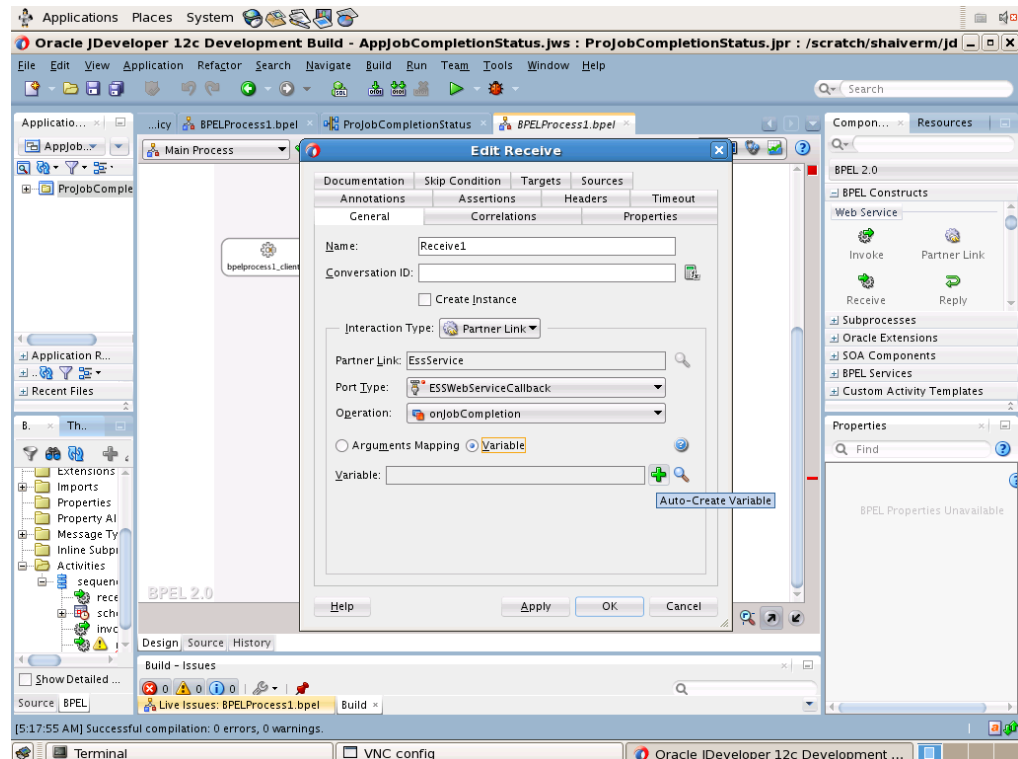 Applications Places System
Oracle JDeveloper 12c Development Build - AppJobCompletionStatus.jws : ProJobCompletionStatus.jpr : /scratch/shaiverm/jd
File Edit View Application Refactor Search Navigate Build Run Team Tools Window Help
Search
Applicatio...
...icy
BPELProcess1.bpel
ProJobCompletionStatus
BPELProcess1.bpel
Compon...
Resources
AppJob...
ProJobComple
Application R...
Recent Files
Main Process
bpelprocess1_client
BPEL 2.0
Edit Receive
Documentation Skip Condition Targets Sources
Annotations Assertions Headers Timeout
General Correlations Properties
Name: Receive1
Conversation ID:
Create Instance
Interaction Type: Partner Link
Partner Link: EssService
Port Type: ESSWebServiceCallback
Operation: onJobCompletion
Arguments Mapping Variable
Variable:
Auto-Create Variable
Help Apply OK Cancel
BPEL 2.0
BPEL Constructs
Web Service
Invoke Partner Link
Receive Reply
Subprocesses
Oracle Extensions
SOA Components
BPEL Services
Custom Activity Templates
Properties
Find
BPEL Properties Unavailable
B. Th..
Extensions
Imports
Properties
Property Al
Message Ty
Inline Subpr
Activities
sequen
rece
sch
invc
Show Detailed ...
Source BPEL
Design Source History
Build - Issues
0 0 0
Live Issues: BPELProcess1.bpel Build
[5:17:55 AM] Successful compilation: 0 errors, 0 warnings.
Terminal VNC config Oracle JDeveloper 12c Development ...